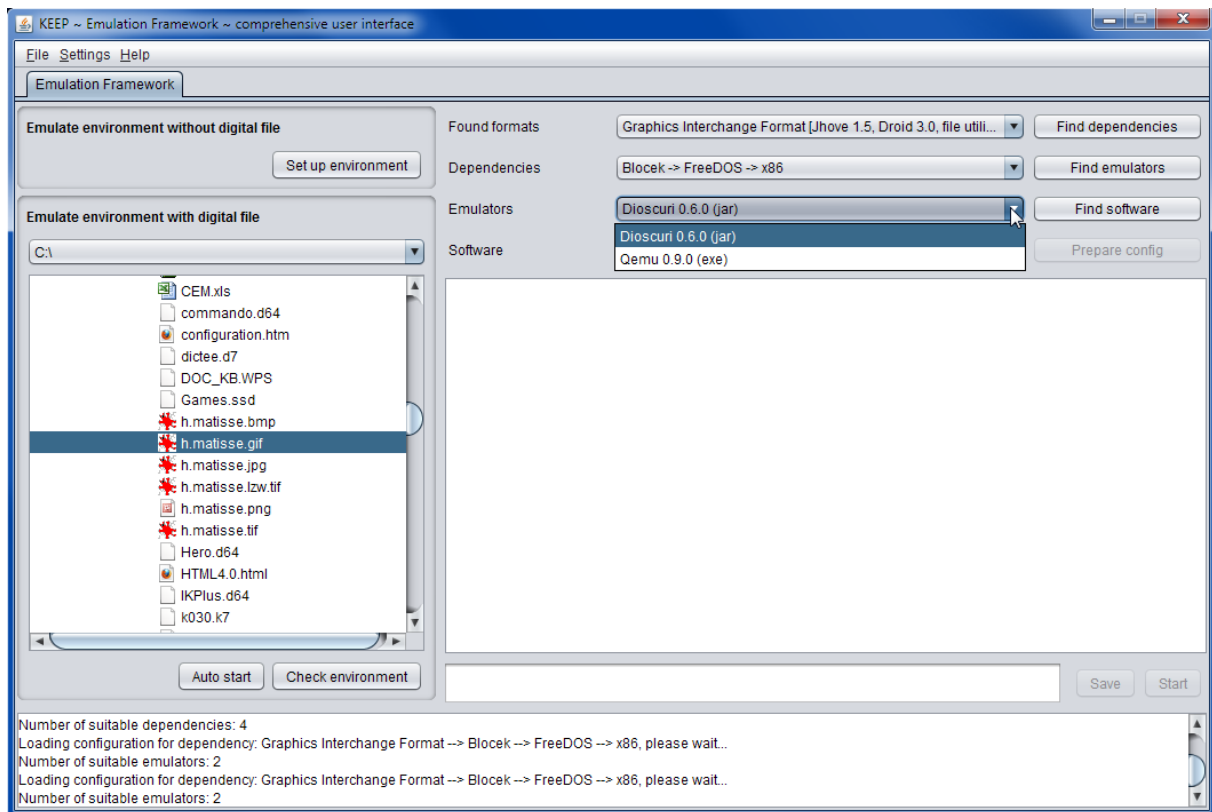 KEEP ~ Emulation Framework ~ comprehensive user interface
File Settings Help
Emulation Framework
Emulate environment without digital file
Set up environment
Emulate environment with digital file
C:\
CEM.xls
commando.d64
configuration.htm
dictee.d7
DOC_KB.WPS
Games.ssd
h.matisse.bmp
h.matisse.gif
h.matisse.jpg
h.matisse.lzw.tif
h.matisse.png
h.matisse.tif
Hero.d64
HTML4.0.html
IKPlus.d64
k030.k7
Auto start Check environment
Found formats Graphics Interchange Format [Jhove 1.5, Droid 3.0, file utili... Find dependencies
Dependencies Blocek -> FreeDOS -> x86 Find emulators
Emulators Dioscuri 0.6.0 (jar) Find software
Dioscuri 0.6.0 (jar)
Qemu 0.9.0 (exe)
Software Prepare config
Save Start
Number of suitable dependencies: 4
Loading configuration for dependency: Graphics Interchange Format --> Blocek --> FreeDOS --> x86, please wait...
Number of suitable emulators: 2
Loading configuration for dependency: Graphics Interchange Format --> Blocek --> FreeDOS --> x86, please wait...
Number of suitable emulators: 2